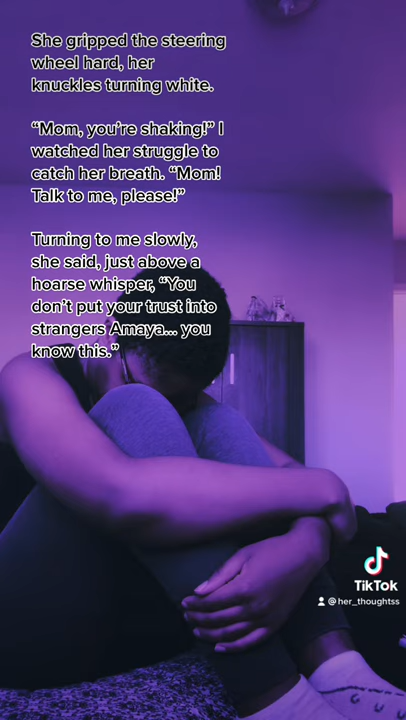 She gripped the steering
wheel hard, her
knuckles turning white.
“Mom, you’re shaking!” I
watched her struggle to
catch her breath. “Mom!
Talk to me, please!”
Turning to me slowly,
she said, just above a
hoarse whisper, “You
don’t put your trust into
strangers Amaya... you
know this.”
TikTok
@her_thoughtss